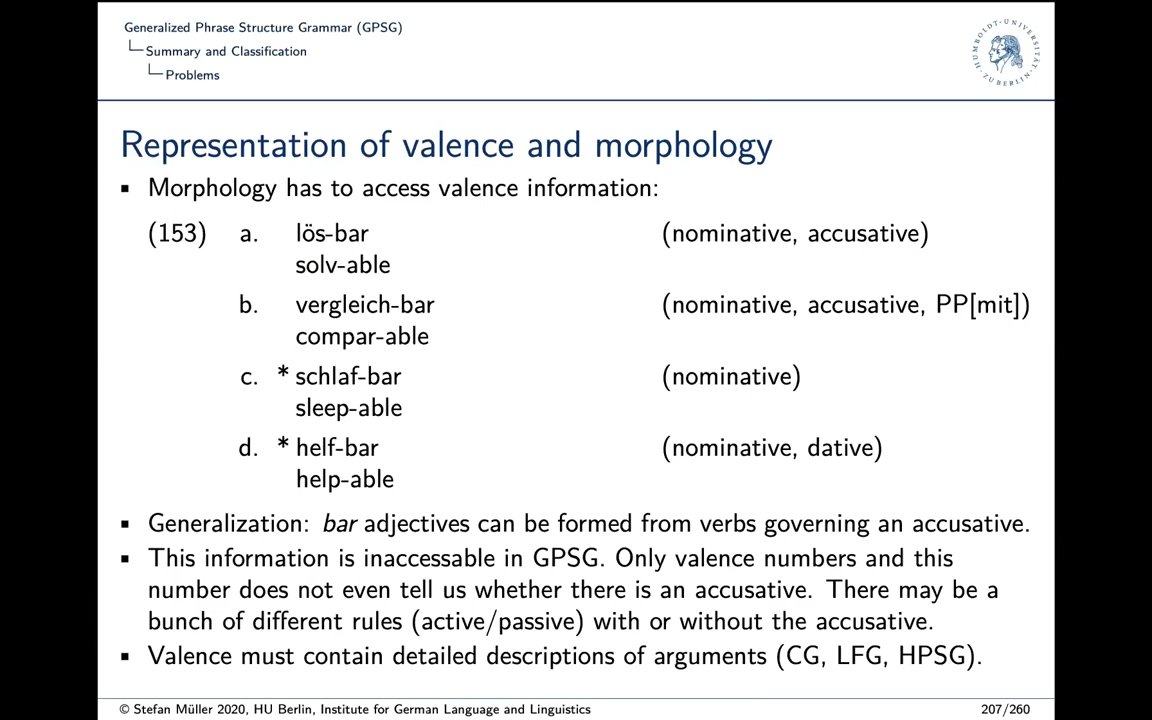 Generalized Phrase Structure Grammar (GPSG)
Summary and Classification
Problems
HUMBOLDT-UNIVERSITÄT ZU BERLIN
Representation of valence and morphology
▪ Morphology has to access valence information:
(153) a. lös-bar (nominative, accusative)
solv-able
b. vergleich-bar (nominative, accusative, PP[mit])
compar-able
c. * schlaf-bar (nominative)
sleep-able
d. * helf-bar (nominative, dative)
help-able
▪ Generalization: bar adjectives can be formed from verbs governing an accusative.
▪ This information is inaccessable in GPSG. Only valence numbers and this
number does not even tell us whether there is an accusative. There may be a
bunch of different rules (active/passive) with or without the accusative.
▪ Valence must contain detailed descriptions of arguments (CG, LFG, HPSG).
© Stefan Müller 2020, HU Berlin, Institute for German Language and Linguistics 207/260